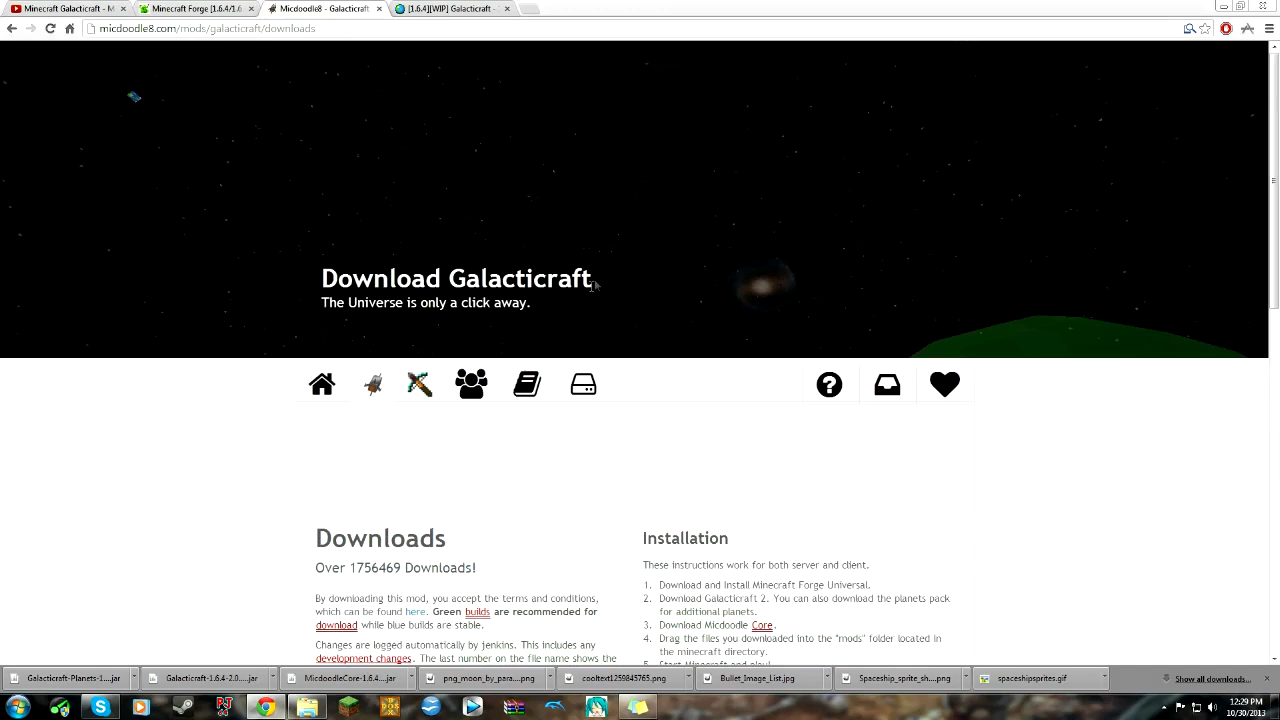 Minecraft Galacticraft - M
Minecraft Forge [1.6.4/1.6
Micdoodle8 - Galacticraft
[1.6.4][WIP] Galacticraft -
micdoodle8.com/mods/galacticraft/downloads
Download Galacticraft
The Universe is only a click away.
Downloads
Over 1756469 Downloads!
By downloading this mod, you accept the terms and conditions,
which can be found here. Green builds are recommended for
download while blue builds are stable.
Changes are logged automatically by jenkins. This includes any
development changes. The last number on the file name shows the
Installation
These instructions work for both server and client.
1. Download and Install Minecraft Forge Universal.
2. Download Galacticraft 2. You can also download the planets pack
for additional planets.
3. Download Micdoodle Core.
4. Drag the files you downloaded into the "mods" folder located in
the minecraft directory.
5. Start Minecraft and play!
Galacticraft-Planets-1....jar
Galacticraft-1.6.4-2.0....jar
MicdoodleCore-1.6.4....jar
png_moon_by_para....png
cooltext1259845765.png
Bullet_Image_List.png
Spaceship_sprite_sh....png
spaceshipsprite.gif
Show all downloads...
12:29 PM
10/30/2013